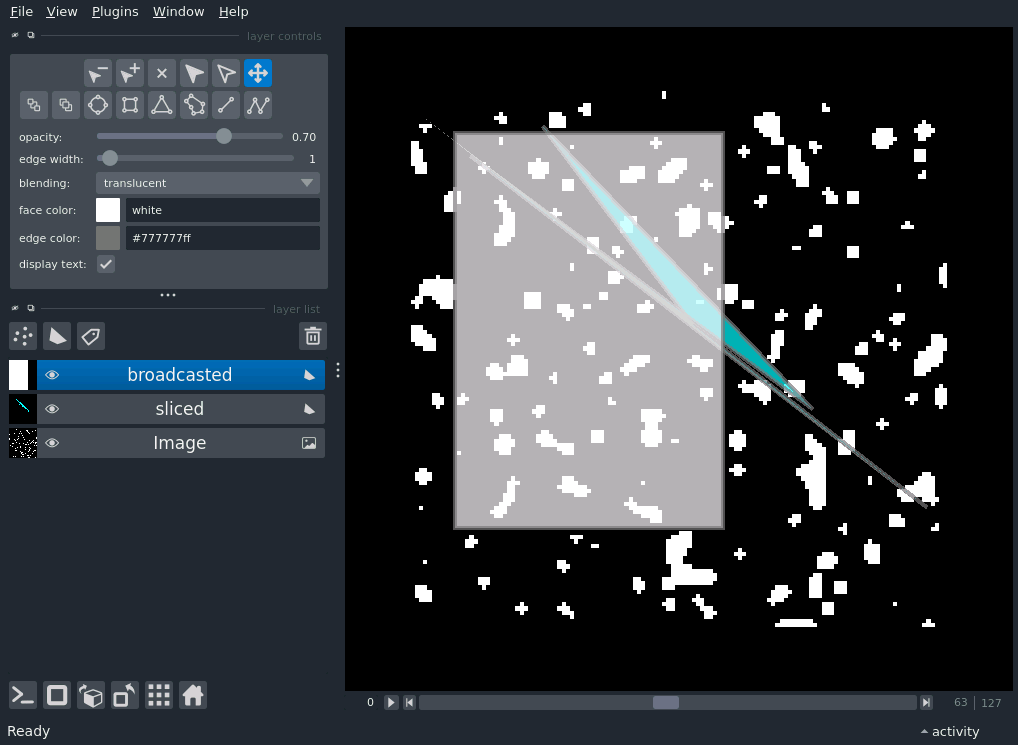 File View Plugins Window Help
layer controls
opacity: 0.70
edge width: 1
blending: translucent
face color: white
edge color: #777777ff
display text:
layer list
broadcasted
sliced
Image
0 63 | 127
Ready activity